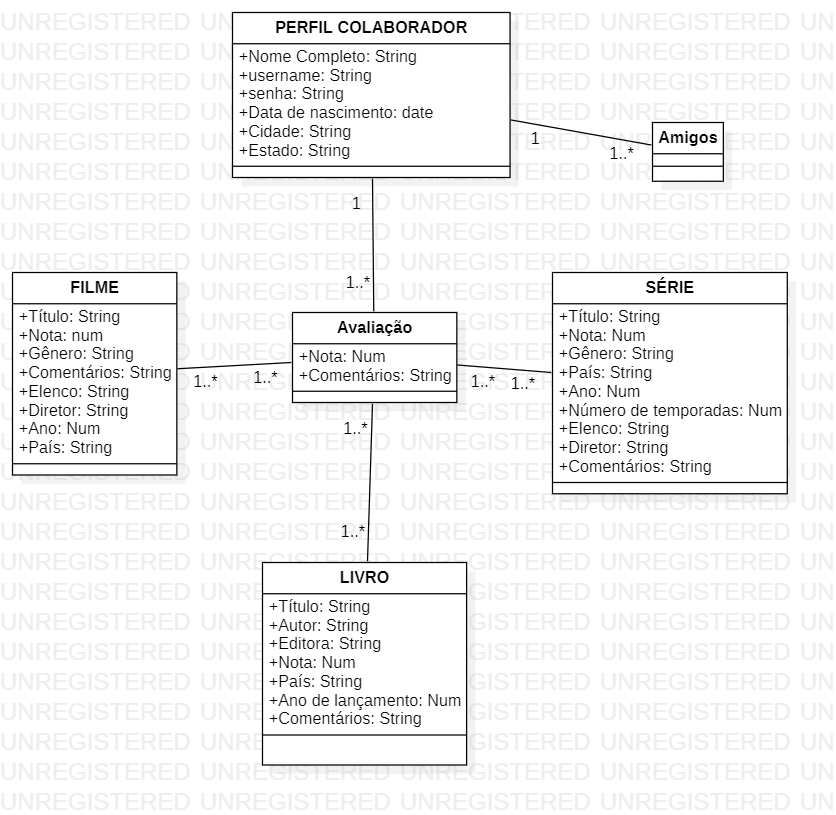 PERFIL COLABORADOR
+Nome Completo: String
+username: String
+senha: String
+Data de nascimento: date
+Cidade: String
+Estado: String
1
1..*
Amigos
1
1..*
FILME
+Título: String
+Nota: num
+Gênero: String
+Comentários: String
+Elenco: String
+Diretor: String
+Ano: Num
+País: String
1..*
1..*
Avaliação
+Nota: Num
+Comentários: String
1..*
1..*
SÉRIE
+Título: String
+Nota: Num
+Gênero: String
+País: String
+Ano: Num
+Número de temporadas: Num
+Elenco: String
+Diretor: String
+Comentários: String
1..*
1..*
LIVRO
+Título: String
+Autor: String
+Editora: String
+Nota: Num
+País: String
+Ano de lançamento: Num
+Comentários: String
UNREGISTERED